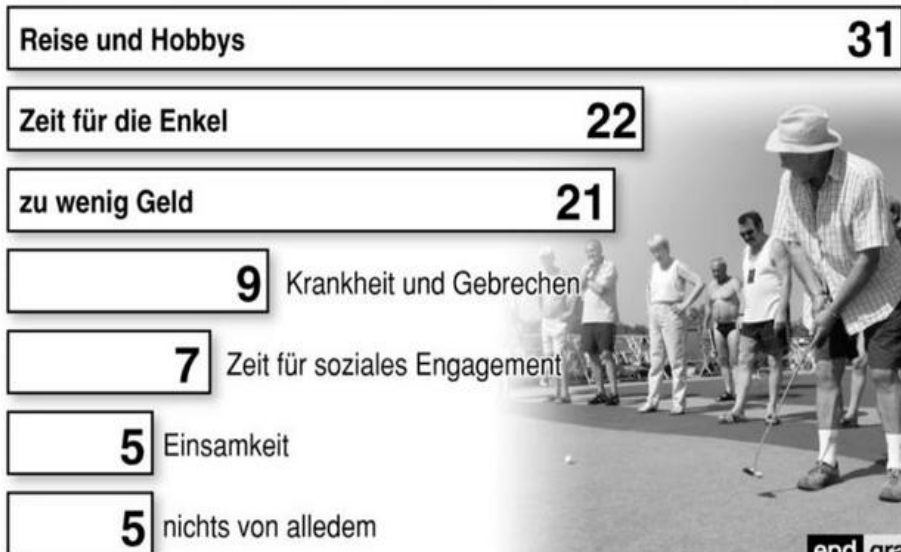 Reise und Hobbys 31
Zeit für die Enkel 22
zu wenig Geld 21
9 Krankheit und Gebrechen
7 Zeit für soziales Engagement
5 Einsamkeit
5 nichts von alledem